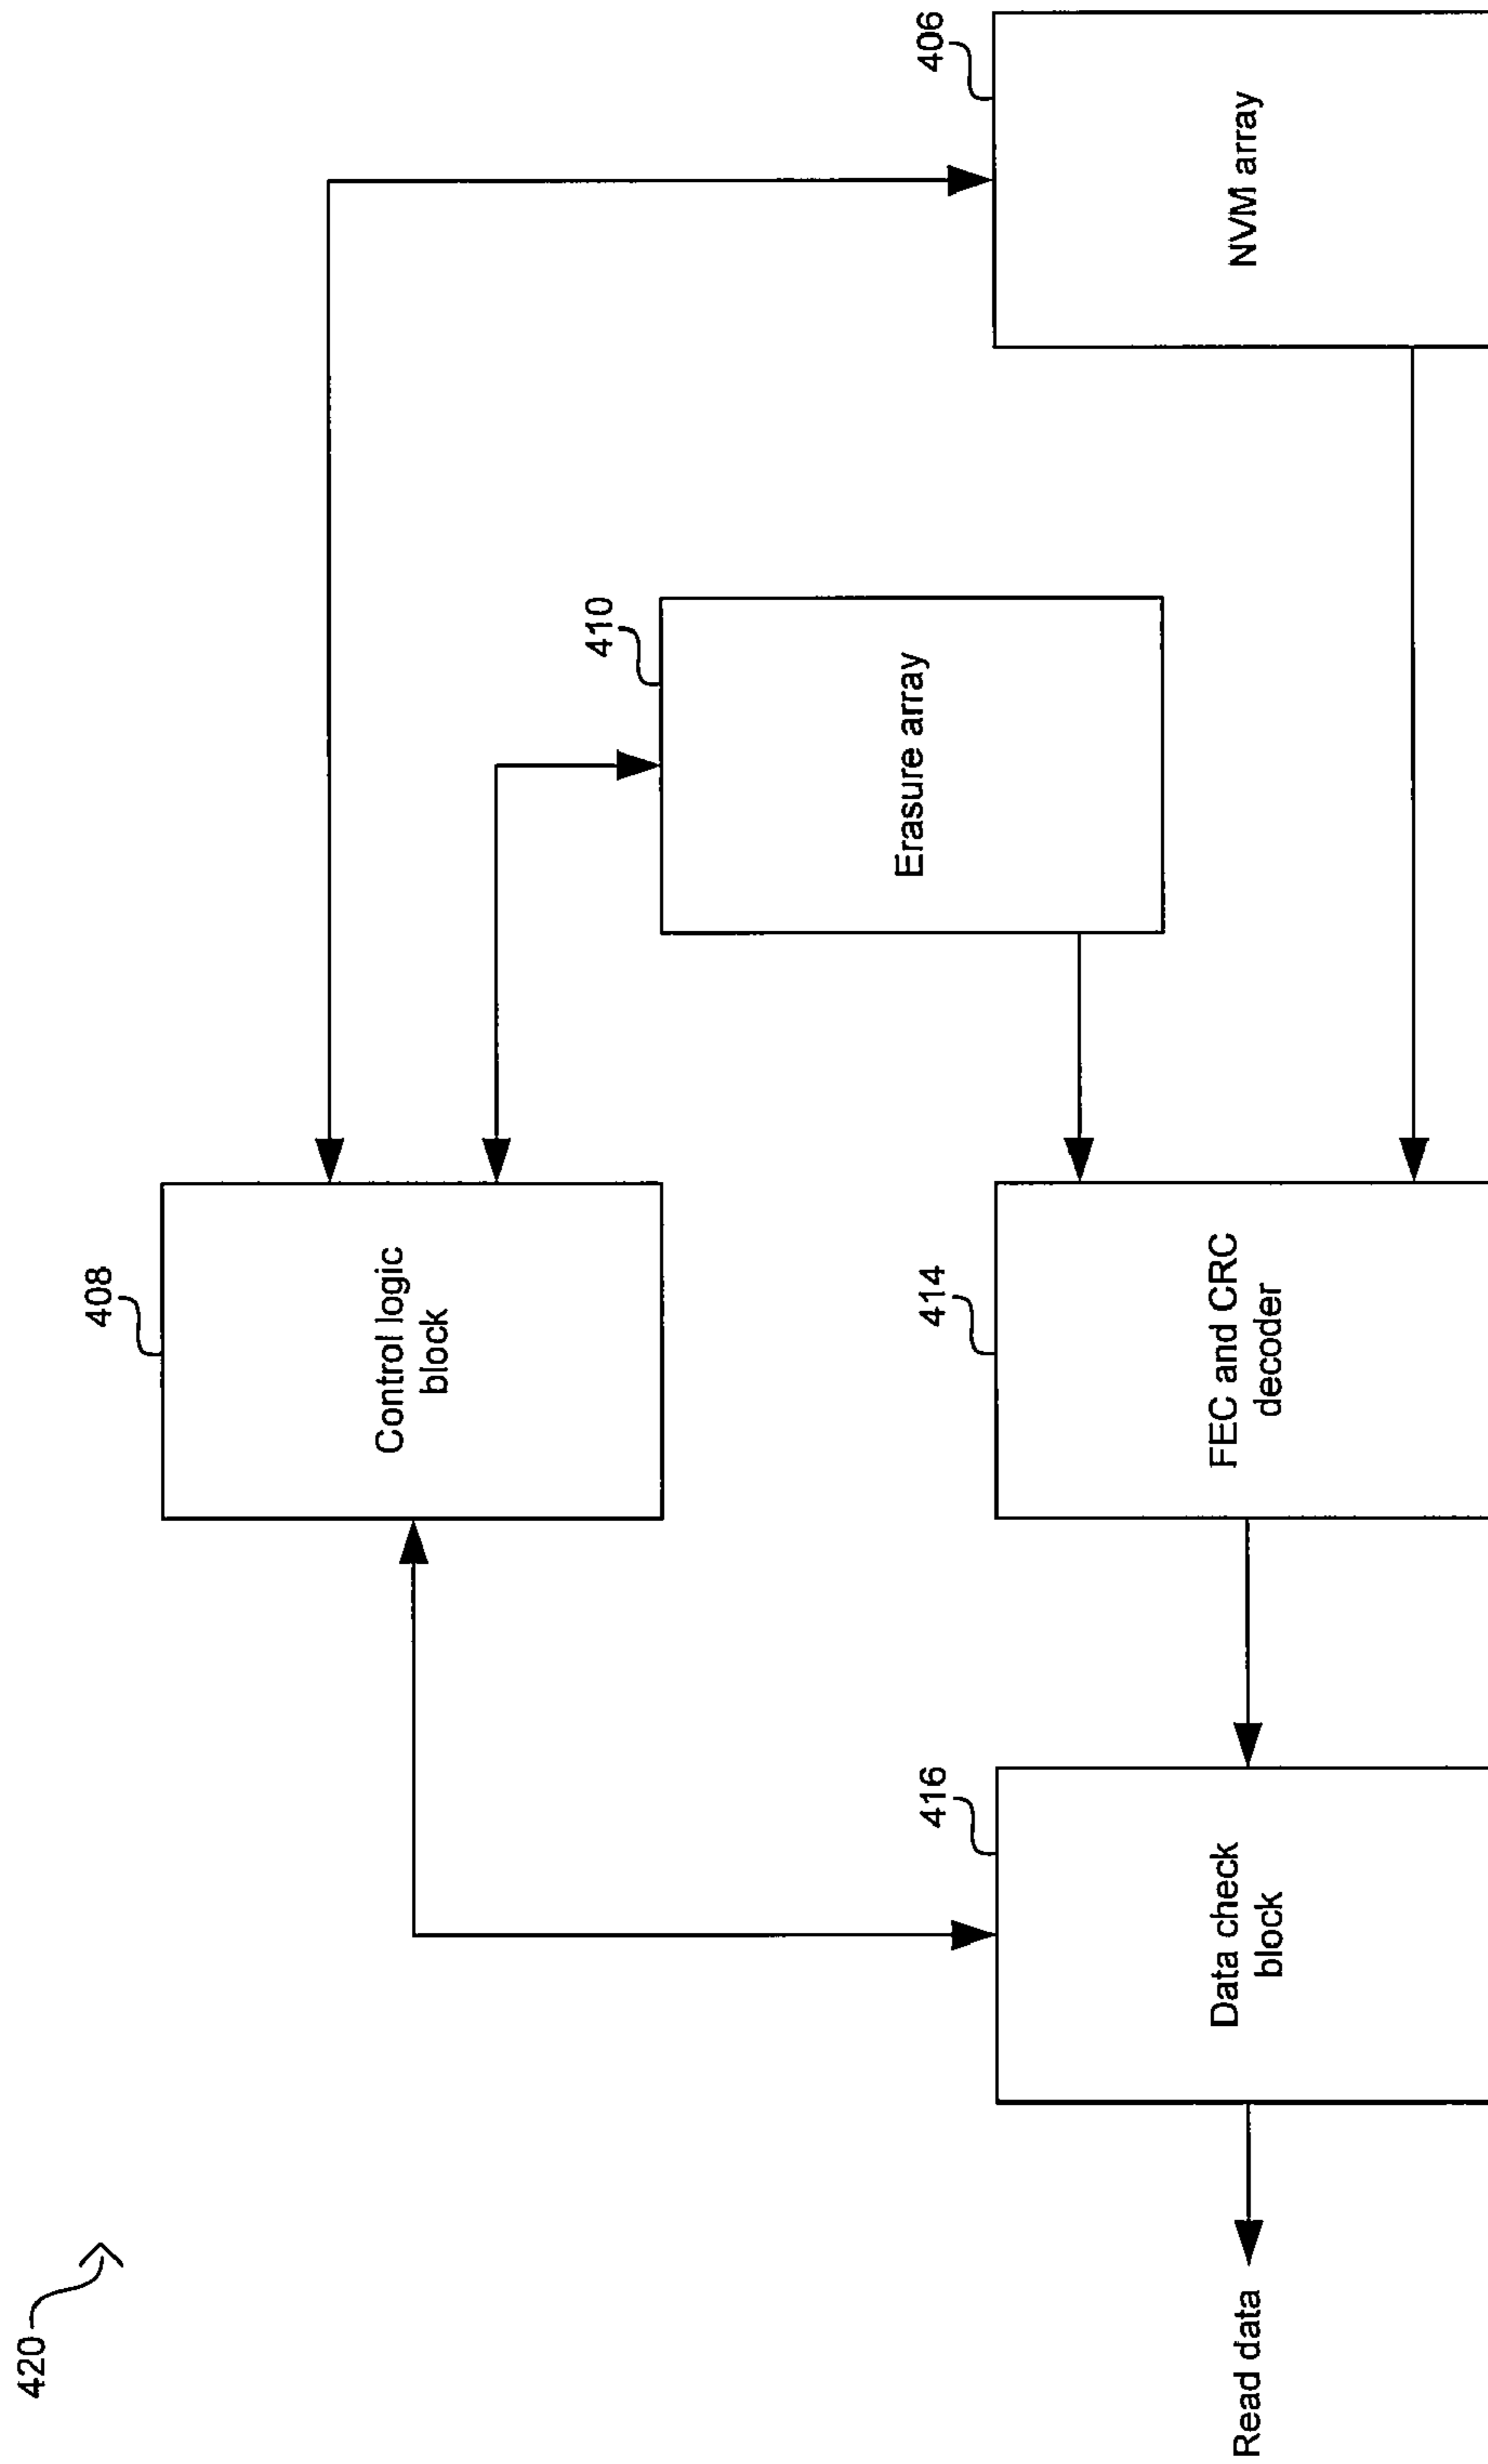 420
408
Control logic
block
410
Erasure array
416
Data check
block
414
FEC and CRC
decoder
406
NVM array
Read data